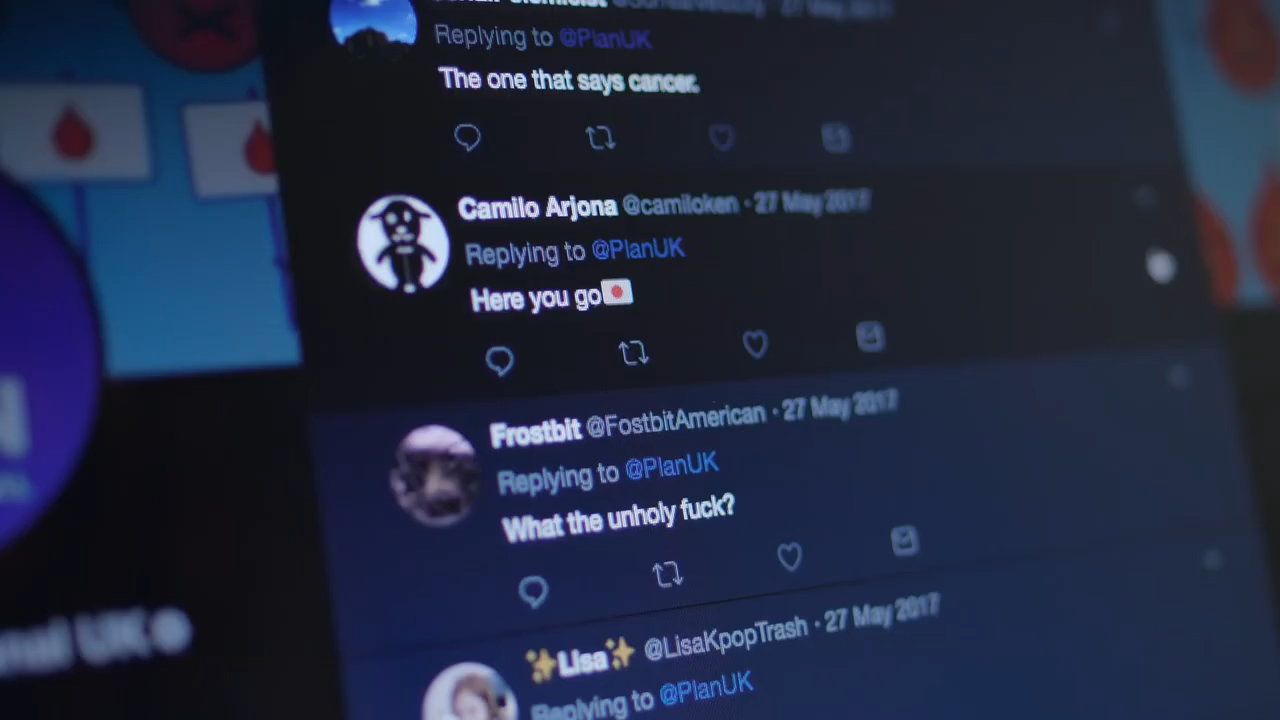 Replying to @PlanUK
The one that says cancer.
Camilo Arjona @camiloken · 27 May 2017
Replying to @PlanUK
Here you go🇯🇵
Frostbit @FostbitAmerican · 27 May 2017
Replying to @PlanUK
What the unholy fuck?
✨Lisa✨ @LisaKpopTrash · 27 May 2017
Replying to @PlanUK
UK